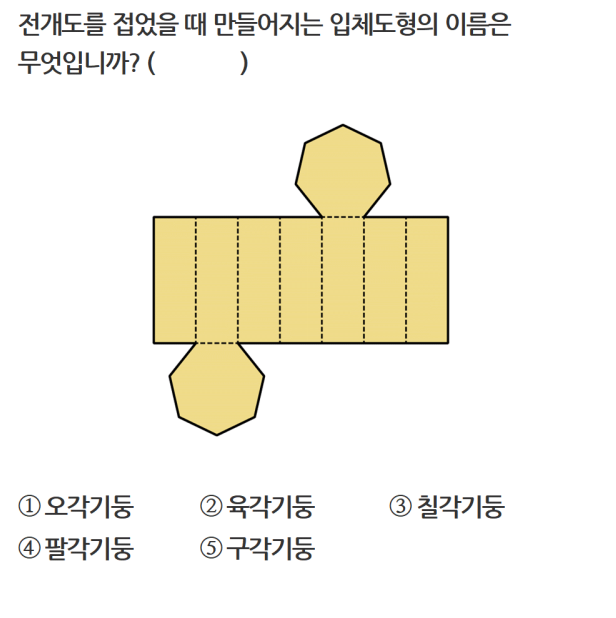 전개도를 접었을 때 만들어지는 입체도형의 이름은
무엇입니까? (          )
① 오각기둥 ② 육각기둥 ③ 칠각기둥
④ 팔각기둥 ⑤ 구각기둥